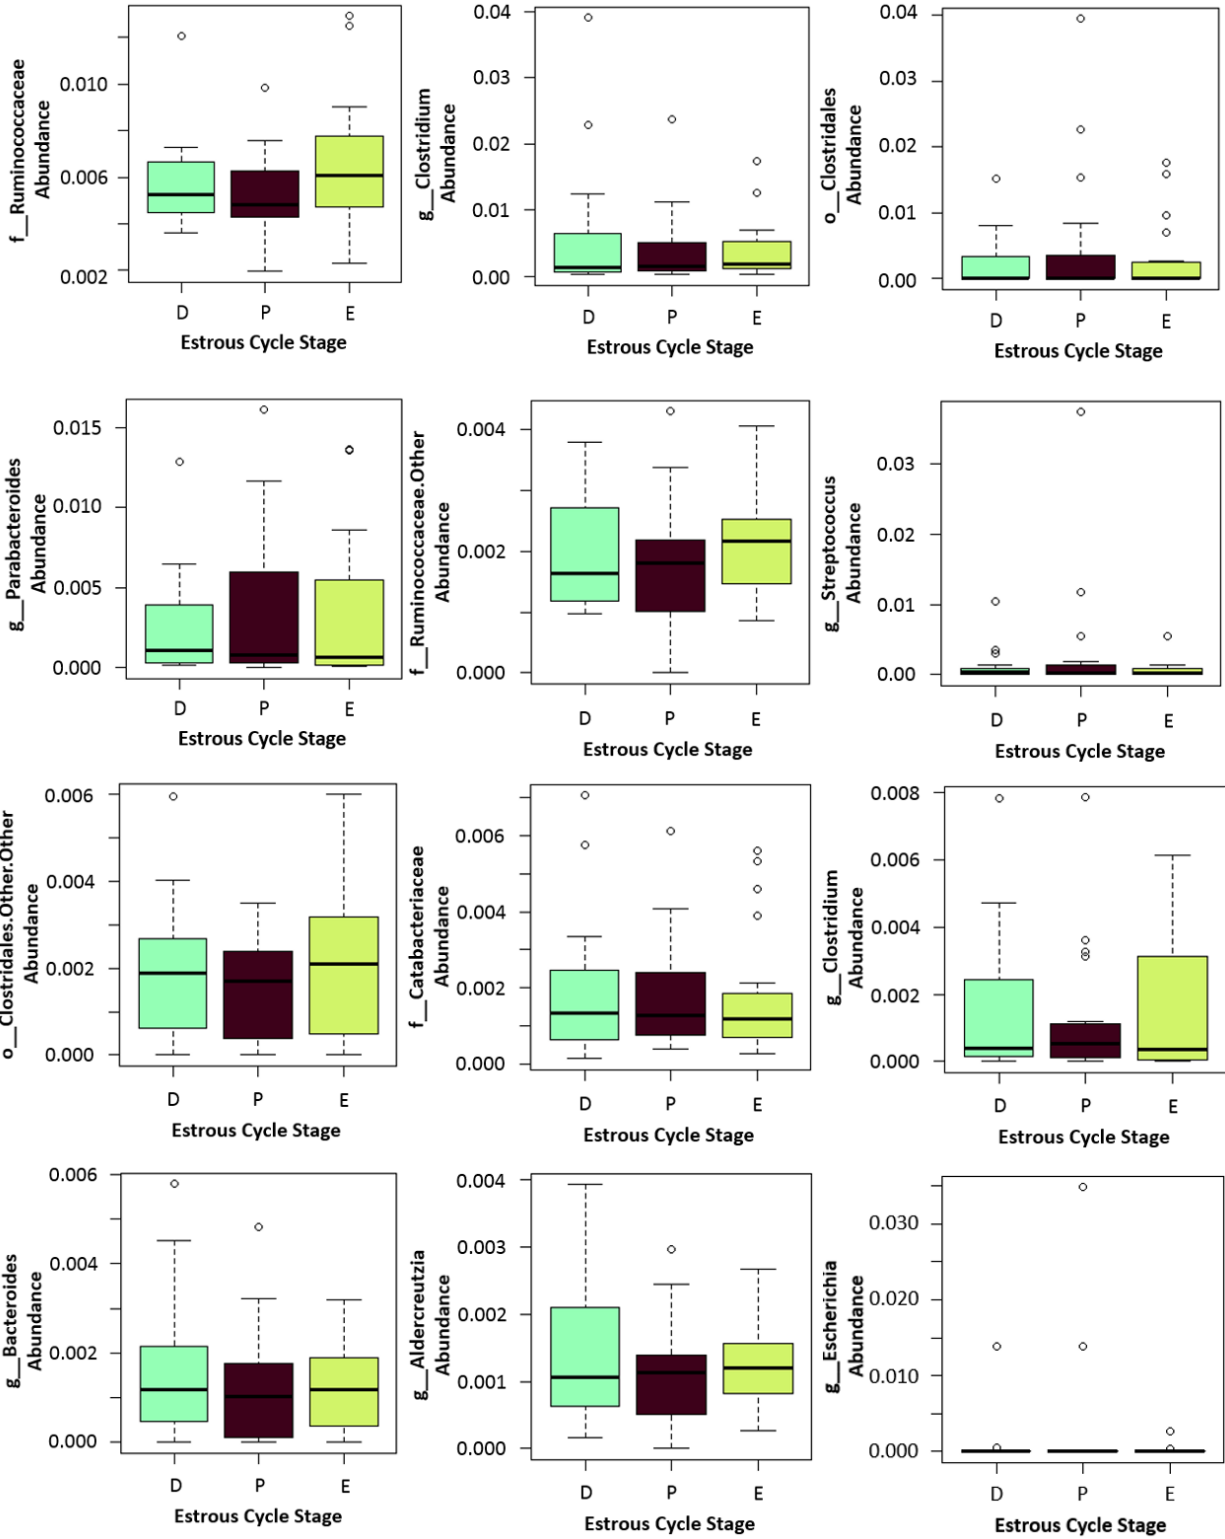 f__Ruminococcaceae
Abundance
0.010
0.006
0.002
D P E
Estrous Cycle Stage
g__Clostridium
Abundance
0.04
0.03
0.02
0.01
0.00
D P E
Estrous Cycle Stage
o__Clostridales
Abundance
0.04
0.03
0.02
0.01
0.00
D P E
Estrous Cycle Stage
g__Parabacteroides
Abundance
0.015
0.010
0.005
0.000
D P E
Estrous Cycle Stage
f__Ruminococcaceae.Other
Abundance
0.004
0.002
0.000
D P E
Estrous Cycle Stage
g__Streptococcus
Abundance
0.03
0.02
0.01
0.00
D P E
Estrous Cycle Stage
o__Clostridales.Other.Other
Abundance
0.006
0.004
0.002
0.000
D P E
Estrous Cycle Stage
f__Catabacteriaceae
Abundance
0.006
0.004
0.002
0.000
D P E
Estrous Cycle Stage
g__Clostridium
Abundance
0.008
0.006
0.004
0.002
0.000
D P E
Estrous Cycle Stage
g__Bacteroides
Abundance
0.006
0.004
0.002
0.000
D P E
Estrous Cycle Stage
g__Aldercreutzia
Abundance
0.004
0.003
0.002
0.001
0.000
D P E
Estrous Cycle Stage
g__Escherichia
Abundance
0.030
0.020
0.010
0.000
D P E
Estrous Cycle Stage